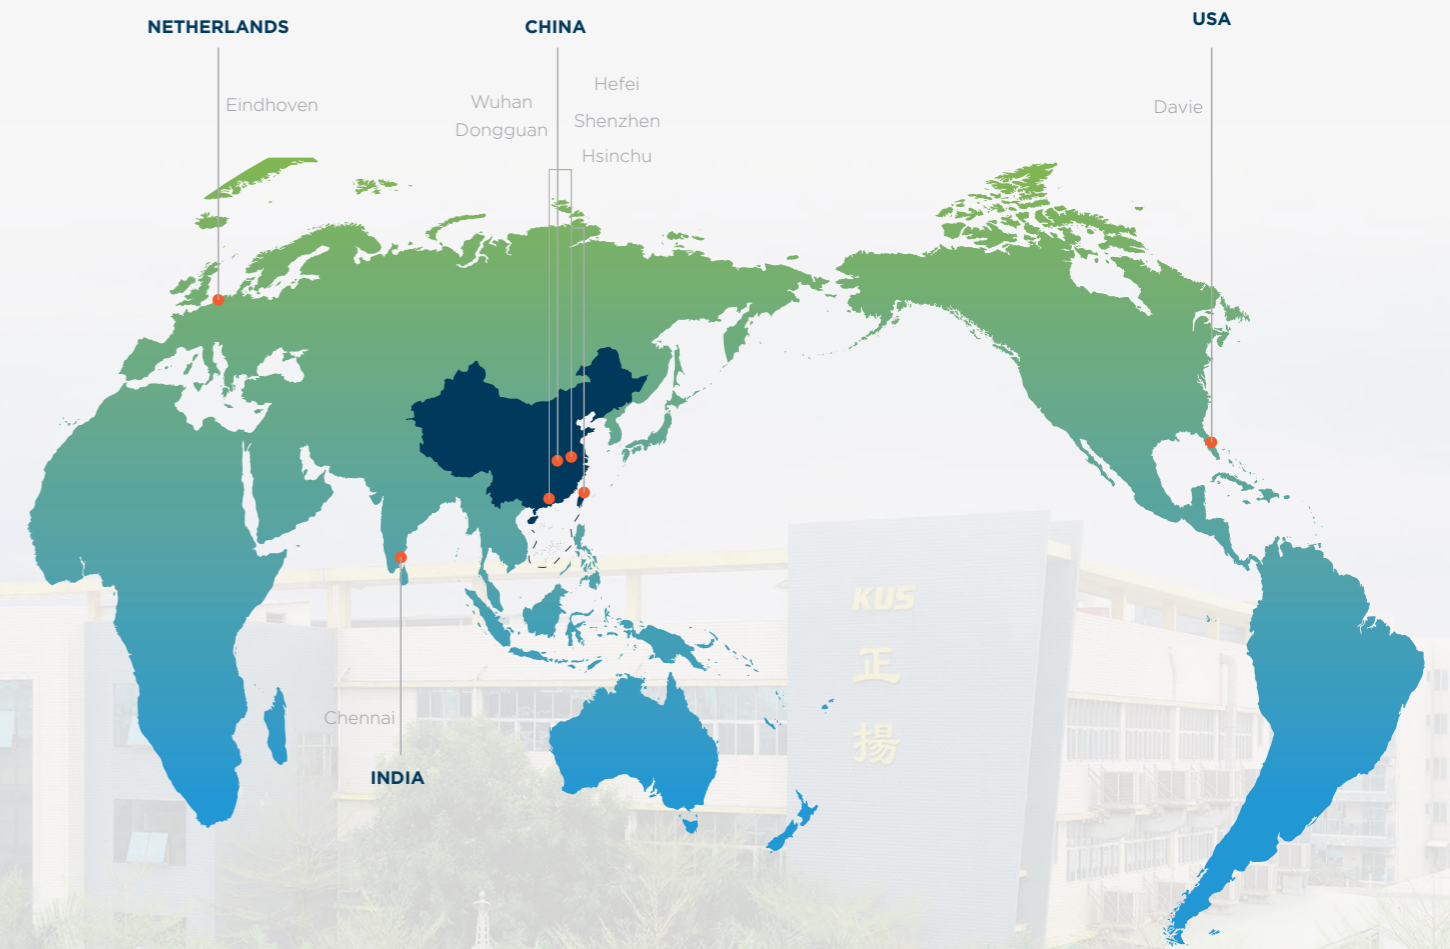 NETHERLANDS
Eindhoven
CHINA
Wuhan
Dongguan
Hefei
Shenzhen
Hsinchu
USA
Davie
Chennai
INDIA
KUS
正
揚